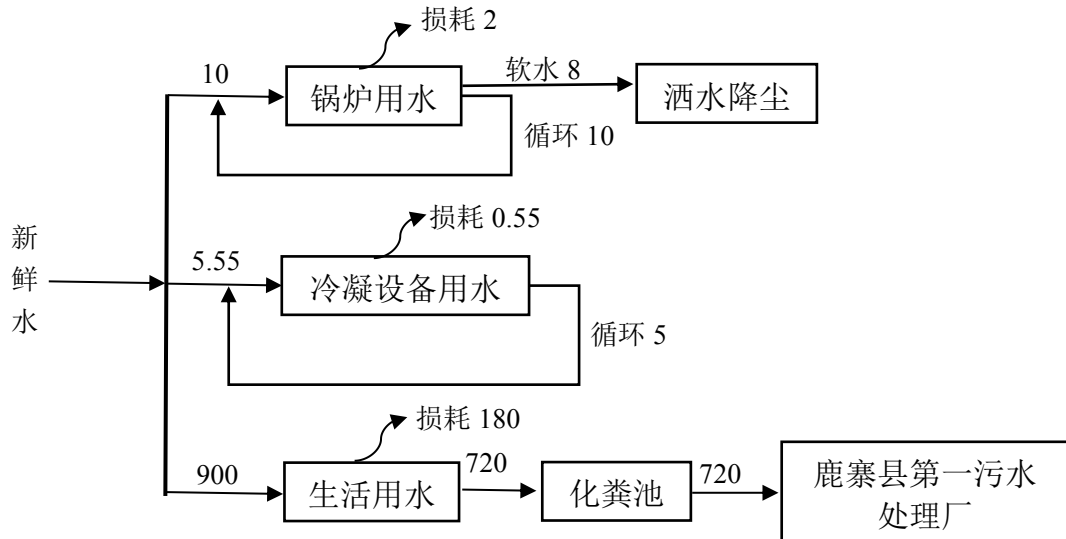 损耗 2
10
锅炉用水
软水 8
洒水降尘
循环 10
新
鲜
水
损耗 0.55
5.55
冷凝设备用水
循环 5
损耗 180
900
生活用水
720
化粪池
720
鹿寨县第一污水
处理厂